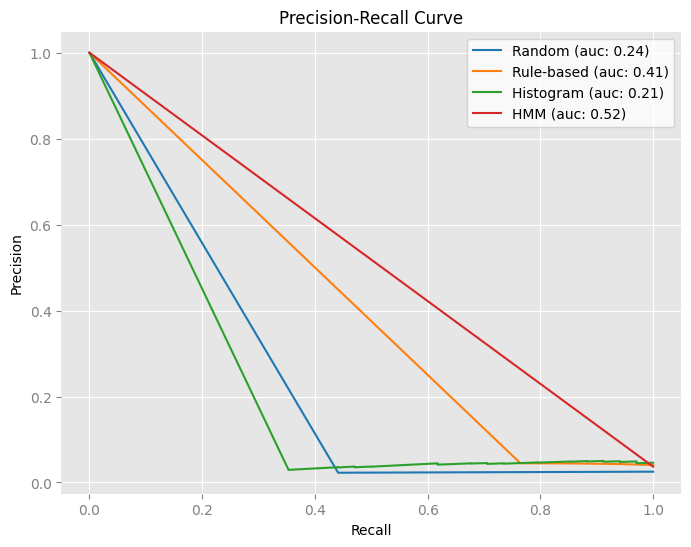 Precision-Recall Curve
Random (auc: 0.24)
Rule-based (auc: 0.41)
Histogram (auc: 0.21)
HMM (auc: 0.52)
1.0
0.8
0.6
0.4
0.2
0.0
Precision
0.0 0.2 0.4 0.6 0.8 1.0
Recall